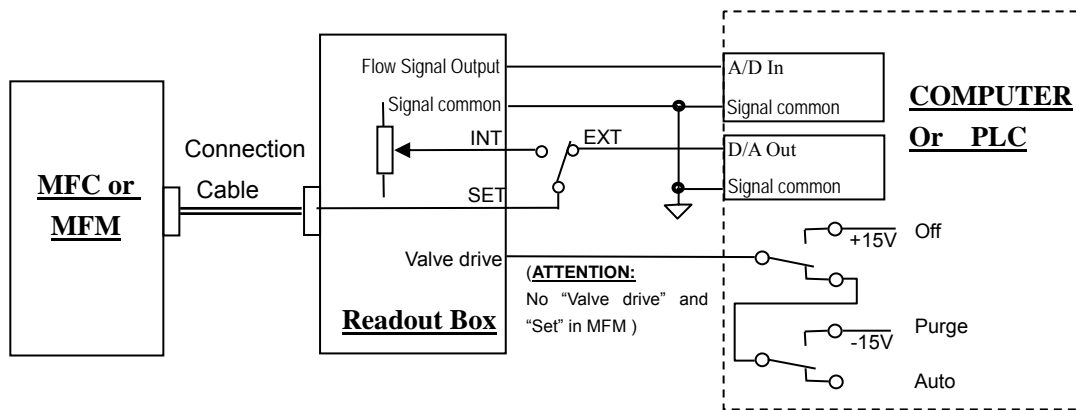 MFC or
MFM
Connection
Cable
Flow Signal Output
Signal common
INT
EXT
SET
Valve drive
Readout Box
(ATTENTION:
No “Valve drive” and
“Set” in MFM )
A/D In
Signal common
D/A Out
Signal common
COMPUTER
Or PLC
+15V
Off
-15V
Purge
Auto